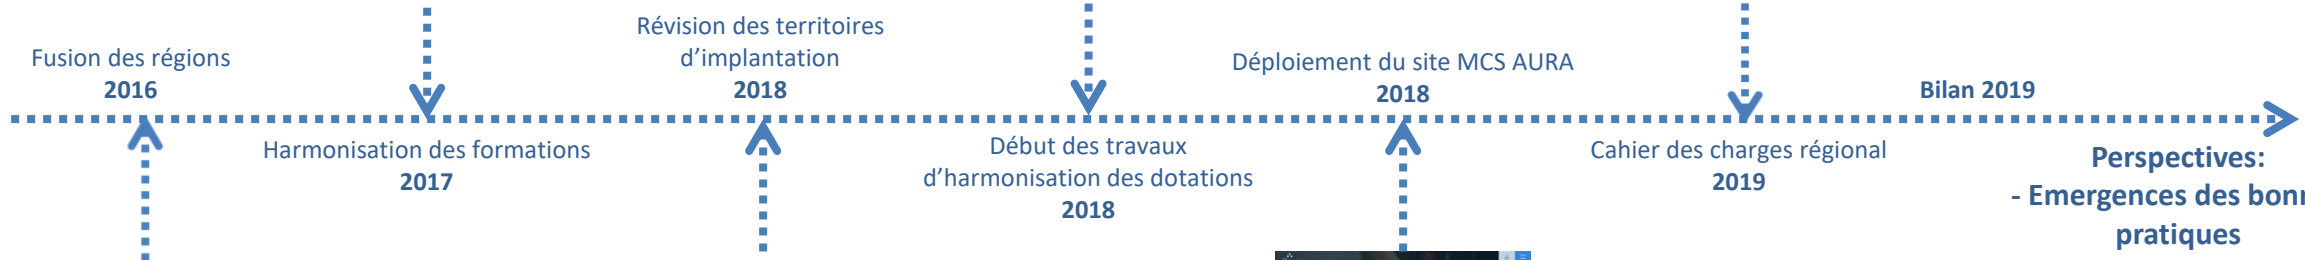 Fusion des régions
2016
Harmonisation des formations
2017
Révision des territoires
d’implantation
2018
Début des travaux
d’harmonisation des dotations
2018
Déploiement du site MCS AURA
2018
Cahier des charges régional
2019
Bilan 2019
Perspectives:
- Emergences des
pratiques